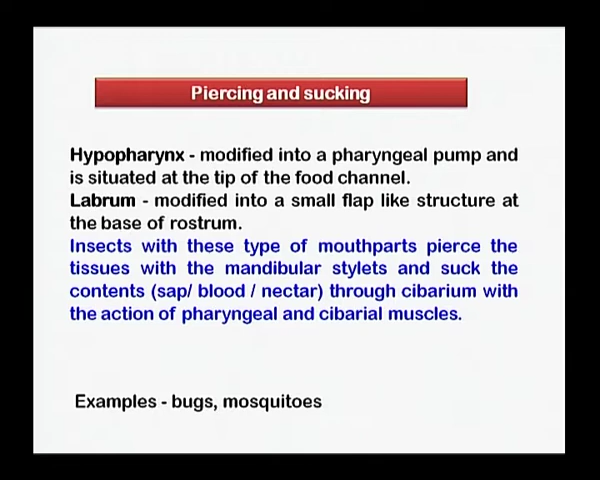 Piercing and sucking
Hypopharynx - modified into a pharyngeal pump and
is situated at the tip of the food channel.
Labrum - modified into a small flap like structure at
the base of rostrum.
Insects with these type of mouthparts pierce the
tissues with the mandibular stylets and suck the
contents (sap/ blood / nectar) through cibarium with
the action of pharyngeal and cibarial muscles.
Examples - bugs, mosquitoes